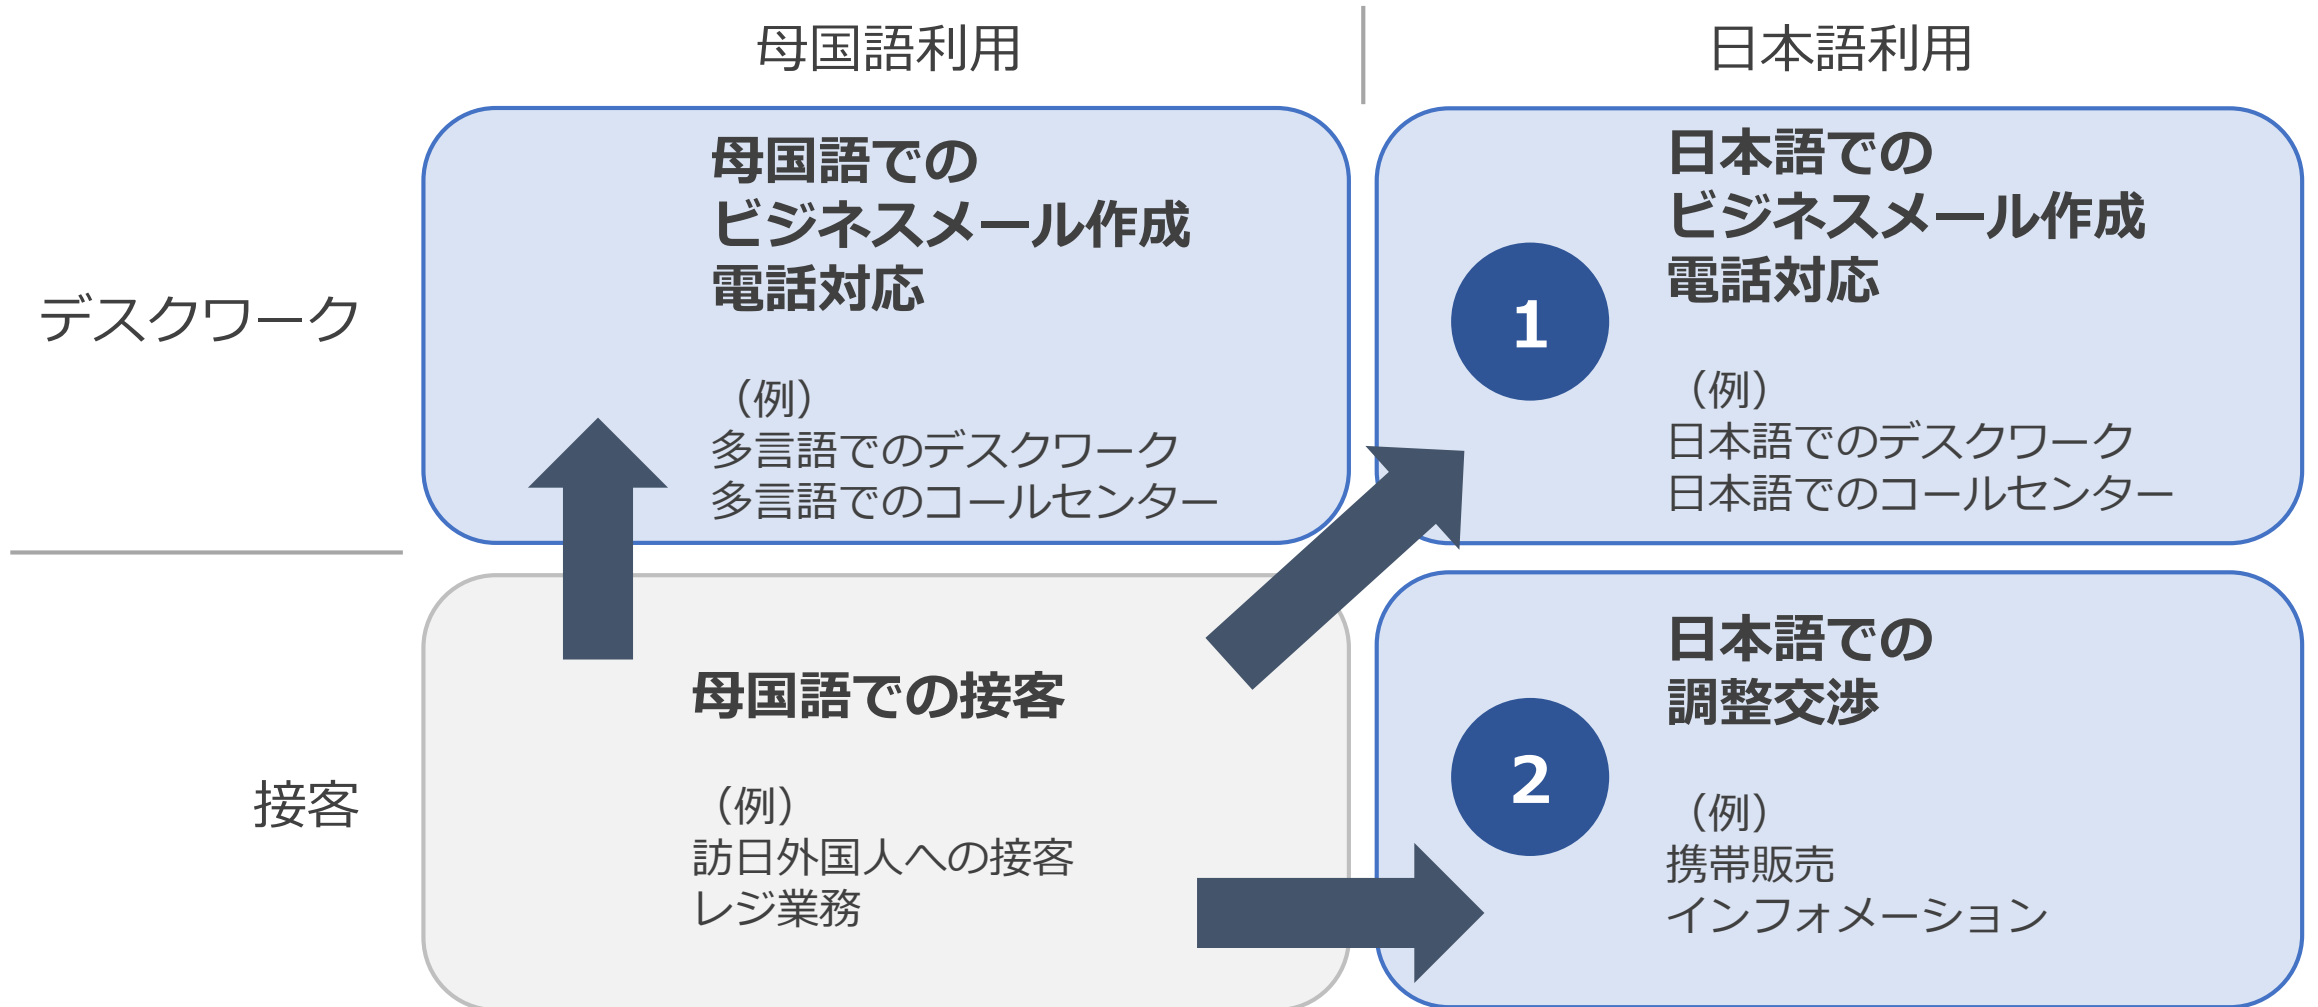 母国語利用
日本語利用
デスクワーク
母国語での
ビジネスメール作成
電話対応
（例）
多言語でのデスクワーク
多言語でのコールセンター
1
日本語での
ビジネスメール作成
電話対応
（例）
日本語でのデスクワーク
日本語でのコールセンター
接客
母国語での接客
（例）
訪日外国人への接客
レジ業務
2
日本語での
調整交渉
（例）
携帯販売
インフォメーション